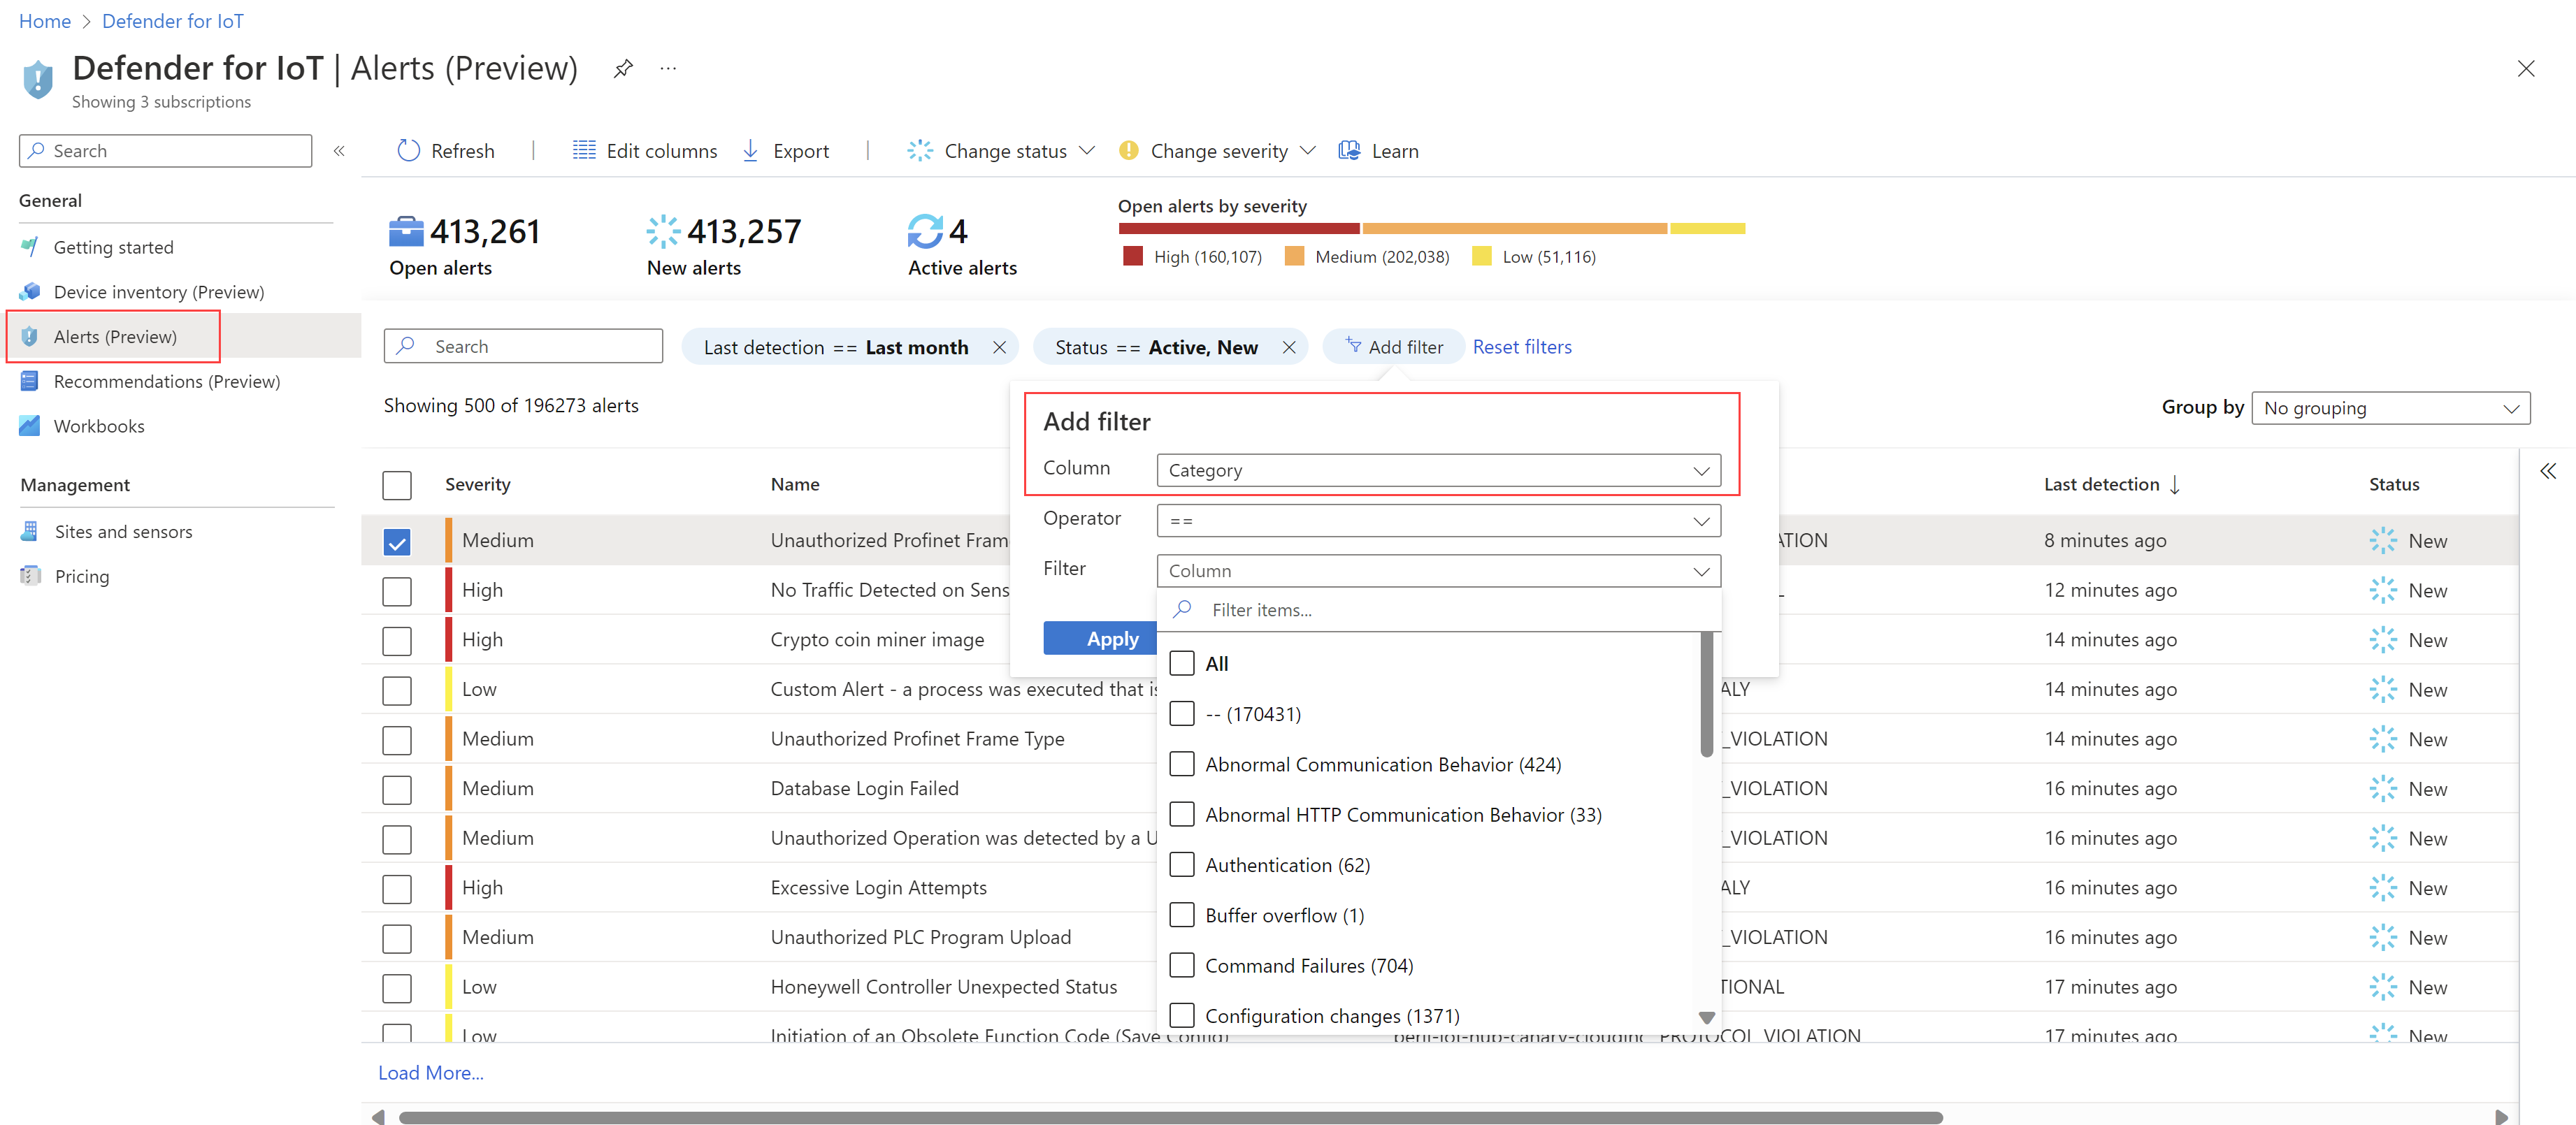 Home > Defender for IoT
Defender for IoT | Alerts (Preview) ...
Showing 3 subscriptions
Search «
Refresh | Edit columns Export | Change status Change severity Learn
General
Getting started
Device inventory (Preview)
Alerts (Preview)
Recommendations (Preview)
Workbooks
Management
Sites and sensors
Pricing
413,261
Open alerts
413,257
New alerts
4
Active alerts
Open alerts by severity
High (160,107) Medium (202,038) Low (51,116)
Search
Last detection == Last month
Status == Active, New
Add filter
Reset filters
Showing 500 of 196273 alerts
Group by No grouping
Add filter
Column Category
Operator ==
Filter Column
Filter items...
Apply
All
-- (170431)
Abnormal Communication Behavior (424)
Abnormal HTTP Communication Behavior (33)
Authentication (62)
Buffer overflow (1)
Command Failures (704)
Configuration changes (1371)
Severity Name Last detection ↓ Status
Medium Unauthorized Profinet Fram ATION 8 minutes ago New
High No Traffic Detected on Sens 12 minutes ago New
High Crypto coin miner image 14 minutes ago New
Low Custom Alert - a process was executed that is ALY 14 minutes ago New
Medium Unauthorized Profinet Frame Type _VIOLATION 14 minutes ago New
Medium Database Login Failed _VIOLATION 16 minutes ago New
Medium Unauthorized Operation was detected by a U _VIOLATION 16 minutes ago New
High Excessive Login Attempts ALY 16 minutes ago New
Medium Unauthorized PLC Program Upload _VIOLATION 16 minutes ago New
Low Honeywell Controller Unexpected Status TIONAL 17 minutes ago New
Low Initiation of an Obsolete Function Code (Save Config) PROTOCOL_VIOLATION 17 minutes ago New
Load More...